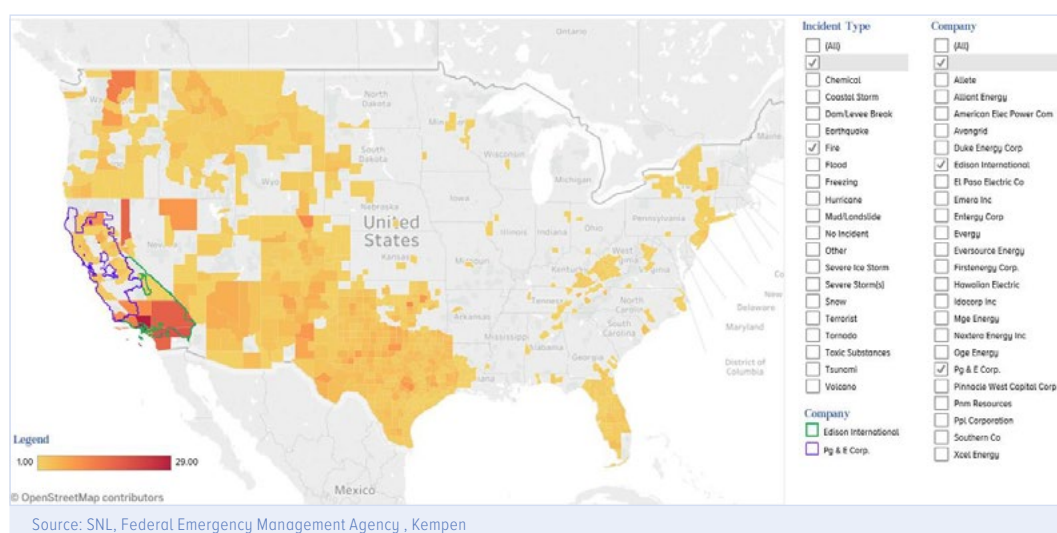 Ontario
North Dakota
Minn
South Dakota
Wisconsin
Michigan
Maine
Wyo
Nebraska
Iowa
United States
Nevada
Kansas
Missouri
Illinois
Indiana
Ohio
Pennsylvania
West Virginia
Kentucky
Tennessee
North Carolina
South Carolina
Arkansas
Mississippi
Alabama
Georgia
New
Delaware
Maryland
District of Columbia
Mexico
Legend
1.00
29.00
© OpenStreetMap contributors
Incident Type
(All)
Chemical
Coastal Storm
Dam/Levee Break
Earthquake
Fire
Flood
Freezing
Hurricane
Mud/Landslide
No Incident
Other
Severe Ice Storm
Severe Storm(s)
Snow
Terrorist
Tornado
Toxic Substances
Tsunami
Volcano
Company
Edison International
Pg & E Corp.
Company
(All)
Allete
Alliant Energy
American Elec Power Com
Avangrid
Duke Energy Corp
Edison International
El Paso Electric Co
Emera Inc
Entergy Corp
Evergy
Eversource Energy
Firstenergy Corp.
Hawaiian Electric
Idacorp Inc
Mge Energy
Nextera Energy Inc
Oge Energy
Pg & E Corp.
Pinnacle West Capital Corp
Pnm Resources
Ppl Corporation
Southern Co
Xcel Energy
Source: SNL, Federal Emergency Management Agency , Kempen